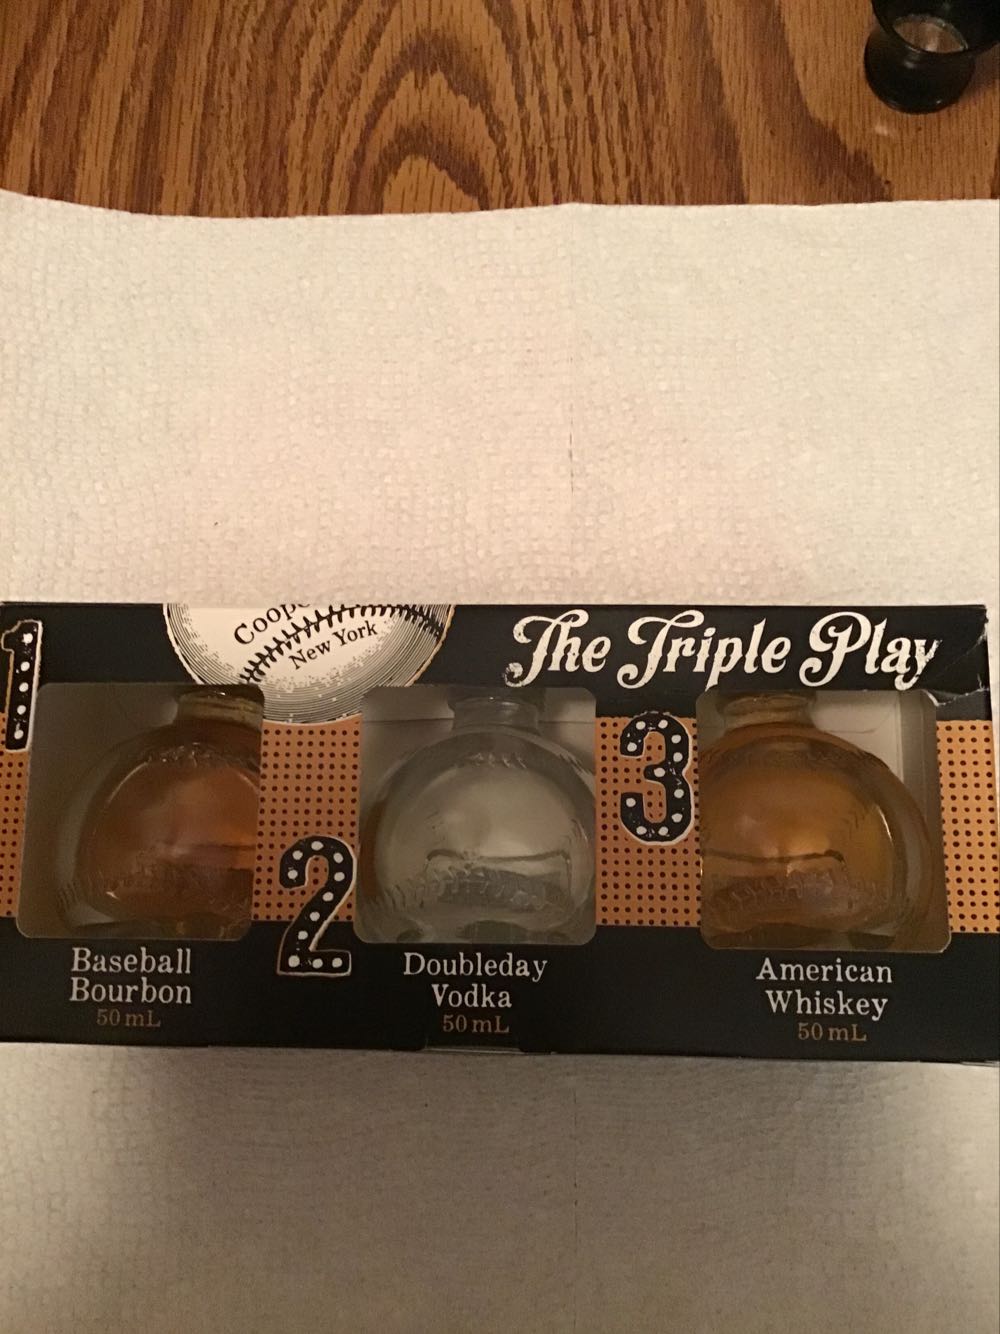 Coope
New York
The Triple Play
1
2
3
Baseball
Bourbon
50 mL
Doubleday
Vodka
50 mL
American
Whiskey
50 mL